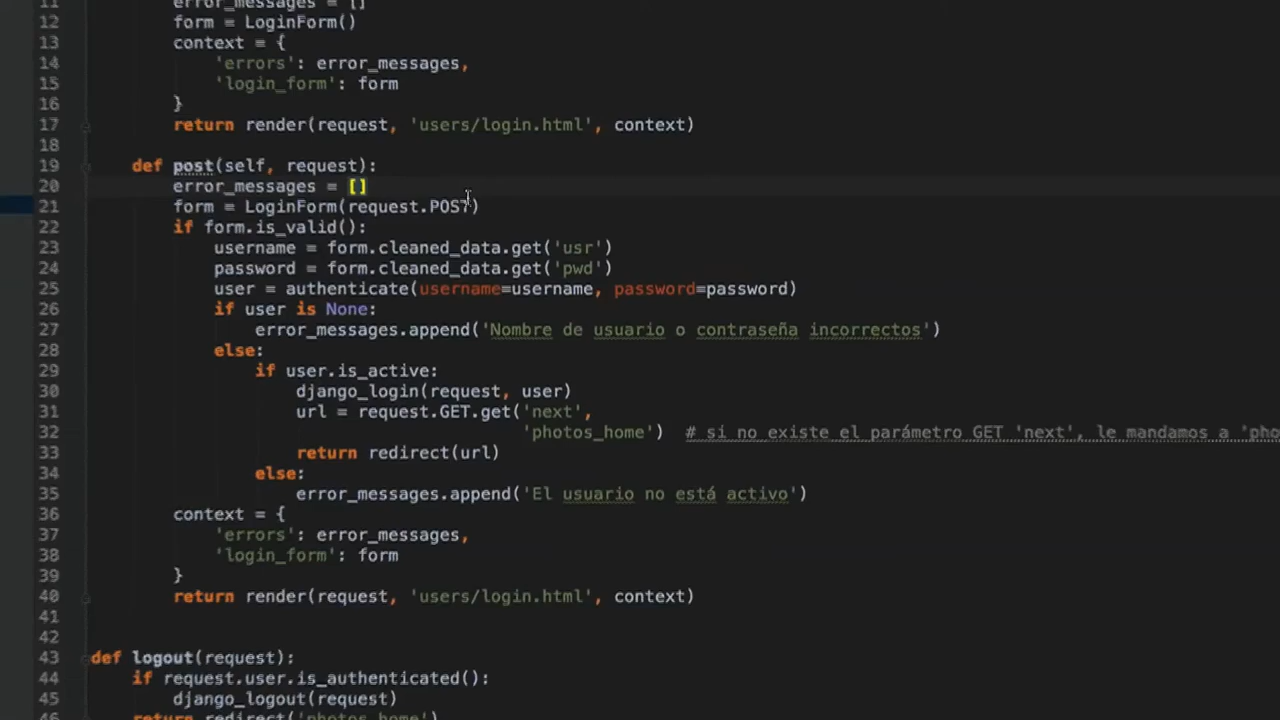 11 error_messages = []
12 form = LoginForm()
13 context = {
14 'errors': error_messages,
15 'login_form': form
16 }
17 return render(request, 'users/login.html', context)
18
19 def post(self, request):
20 error_messages = []
21 form = LoginForm(request.POST)
22 if form.is_valid():
23 username = form.cleaned_data.get('usr')
24 password = form.cleaned_data.get('pwd')
25 user = authenticate(username=username, password=password)
26 if user is None:
27 error_messages.append('Nombre de usuario o contraseña incorrectos')
28 else:
29 if user.is_active:
30 django_login(request, user)
31 url = request.GET.get('next',
32 'photos_home') # si no existe el parámetro GET 'next', le mandamos a 'pho
33 return redirect(url)
34 else:
35 error_messages.append('El usuario no está activo')
36 context = {
37 'errors': error_messages,
38 'login_form': form
39 }
40 return render(request, 'users/login.html', context)
41
42
43 def logout(request):
44 if request.user.is_authenticated():
45 django_logout(request)
46 return redirect('photos_home')